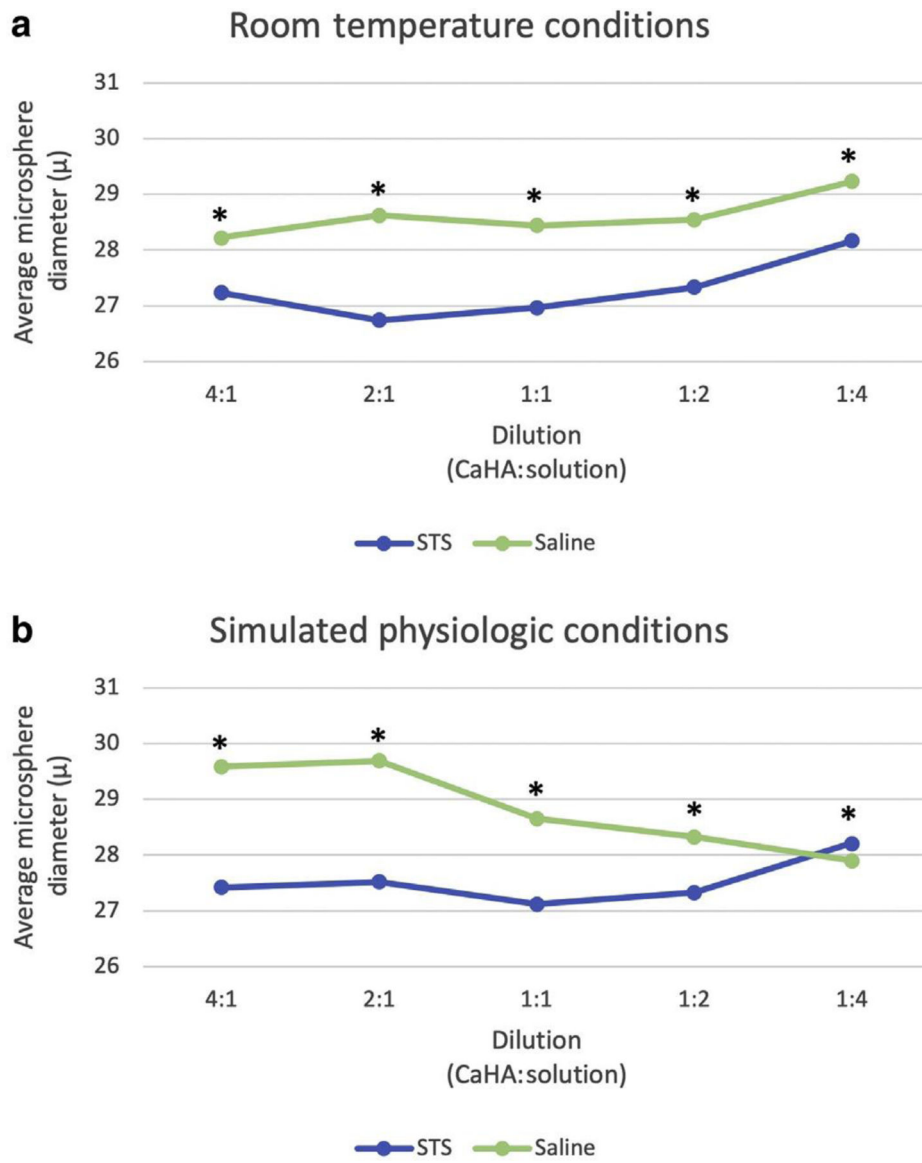 a
Room temperature conditions
Average microsphere
diameter (μ)
31
30
29
28
27
26
*
*
*
*
*
4:1
2:1
1:1
1:2
1:4
Dilution
(CaHA:solution)
STS
Saline
b
Simulated physiologic conditions
Average microsphere
diameter (μ)
31
30
29
28
27
26
*
*
*
*
*
4:1
2:1
1:1
1:2
1:4
Dilution
(CaHA:solution)
STS
Saline